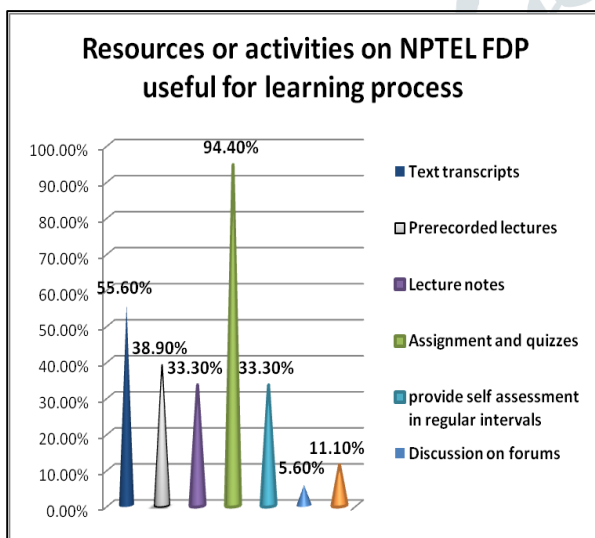 Resources or activities on NPTEL FDP
useful for learning process
100.00%
90.00%
80.00%
70.00%
60.00%
50.00%
40.00%
30.00%
20.00%
10.00%
0.00%
55.60%
38.90%
33.30%
94.40%
33.30%
5.60%
11.10%
Text transcripts
Prerecorded lectures
Lecture notes
Assignment and quizzes
provide self assessment
in regular intervals
Discussion on forums